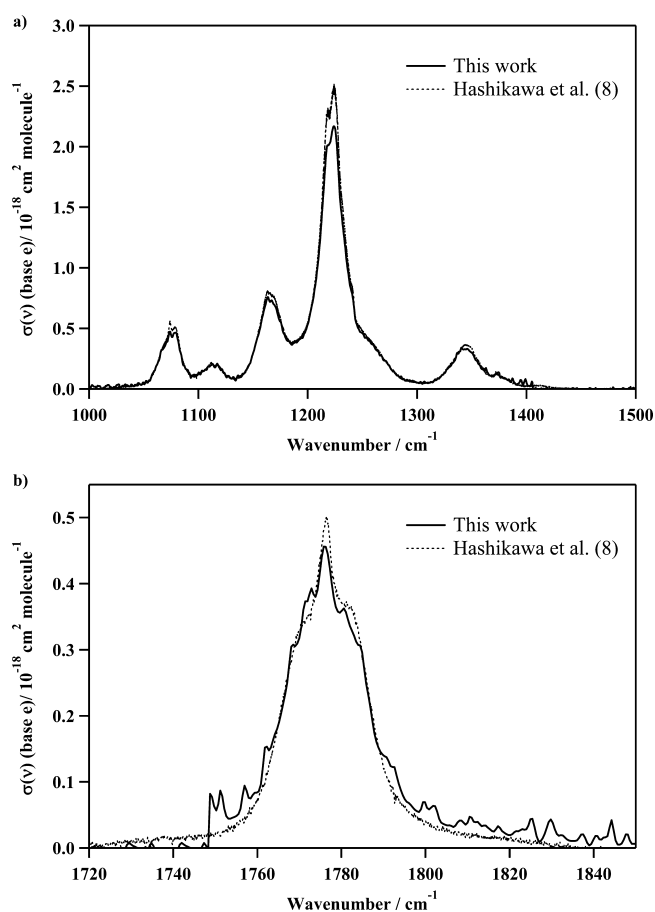 a)
3.0
2.5
2.0
1.5
1.0
0.5
0.0
σ(ν) (base e)/ 10⁻¹⁸ cm² molecule⁻¹
This work
Hashikawa et al. (8)
1000 1100 1200 1300 1400 1500
Wavenumber / cm⁻¹
b)
0.5
0.4
0.3
0.2
0.1
0.0
σ(ν) (base e)/ 10⁻¹⁸ cm² molecule⁻¹
This work
Hashikawa et al. (8)
1720 1740 1760 1780 1800 1820 1840
Wavenumber / cm⁻¹